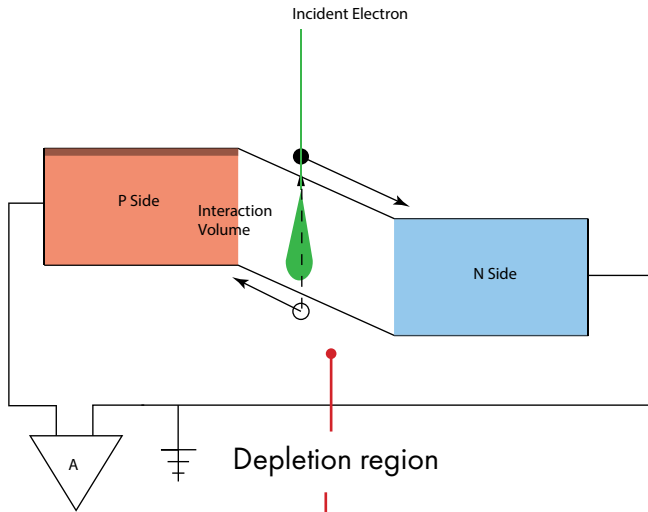 Incident Electron
P Side
Interaction
Volume
N Side
A
Depletion region